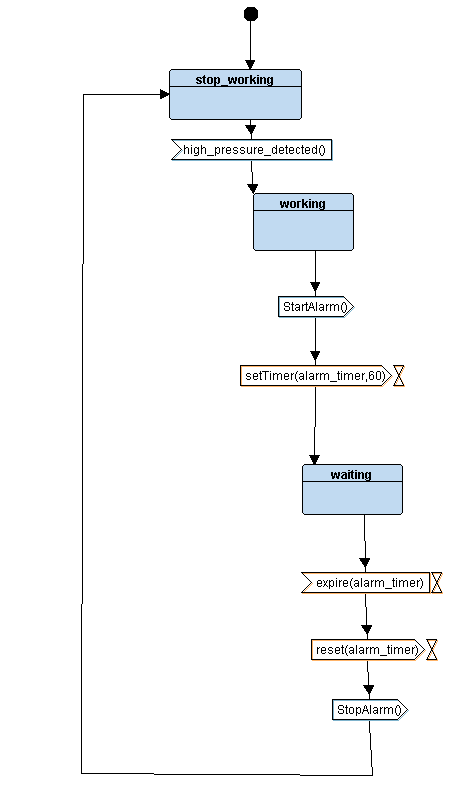 stop_working
high_pressure_detected()
working
StartAlarm()
setTimer(alarm_timer,60)
waiting
expire(alarm_timer)
reset(alarm_timer)
StopAlarm()